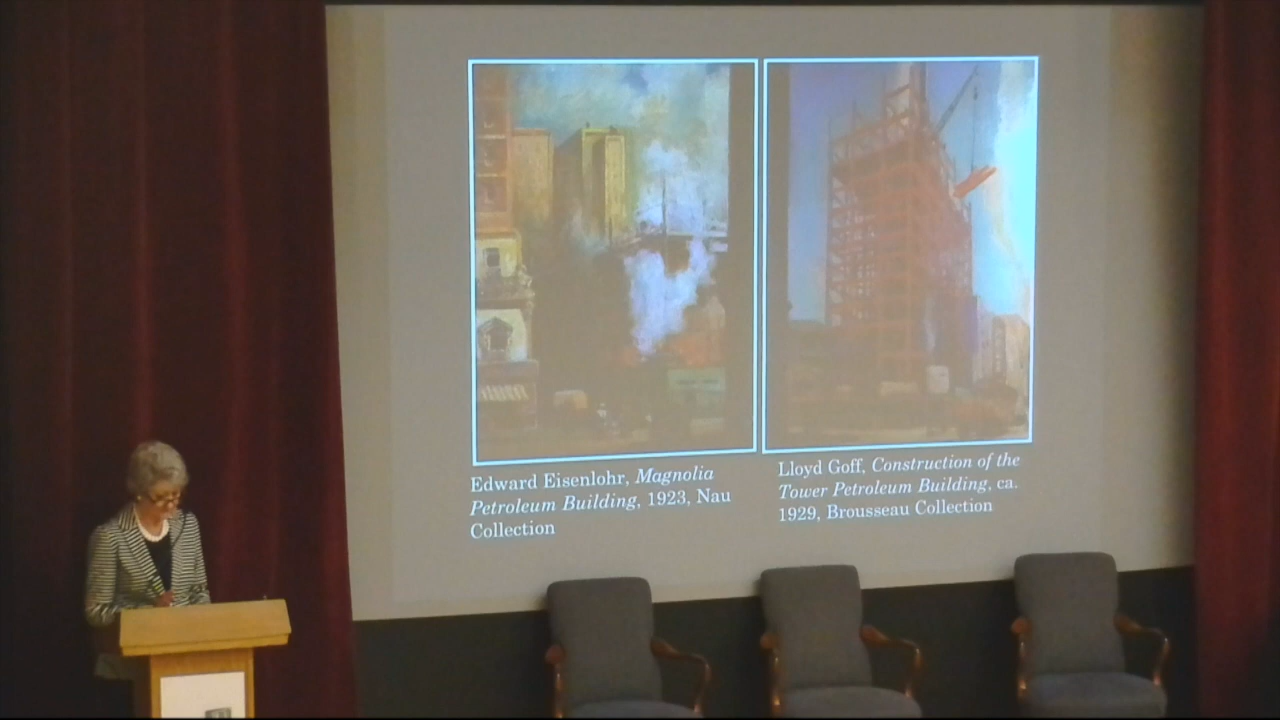 Edward Eisenlohr, Magnolia
Petroleum Building, 1923, Nau
Collection
Lloyd Goff, Construction of the
Tower Petroleum Building, ca.
1929, Brousseau Collection